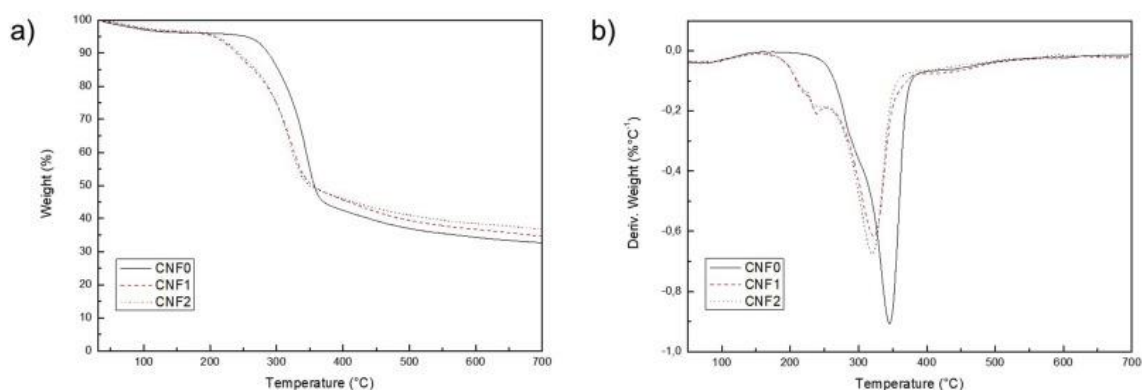 a)
100
90
80
70
60
50
40
30
20
10
0
Weight (%)
CNF0
CNF1
CNF2
100 200 300 400 500 600 700
Temperature (°C)
b)
0,0
-0,2
-0,4
-0,6
-0,8
-1,0
Deriv. Weight (%°C⁻¹)
CNF0
CNF1
CNF2
100 200 300 400 500 600 700
Temperature (°C)